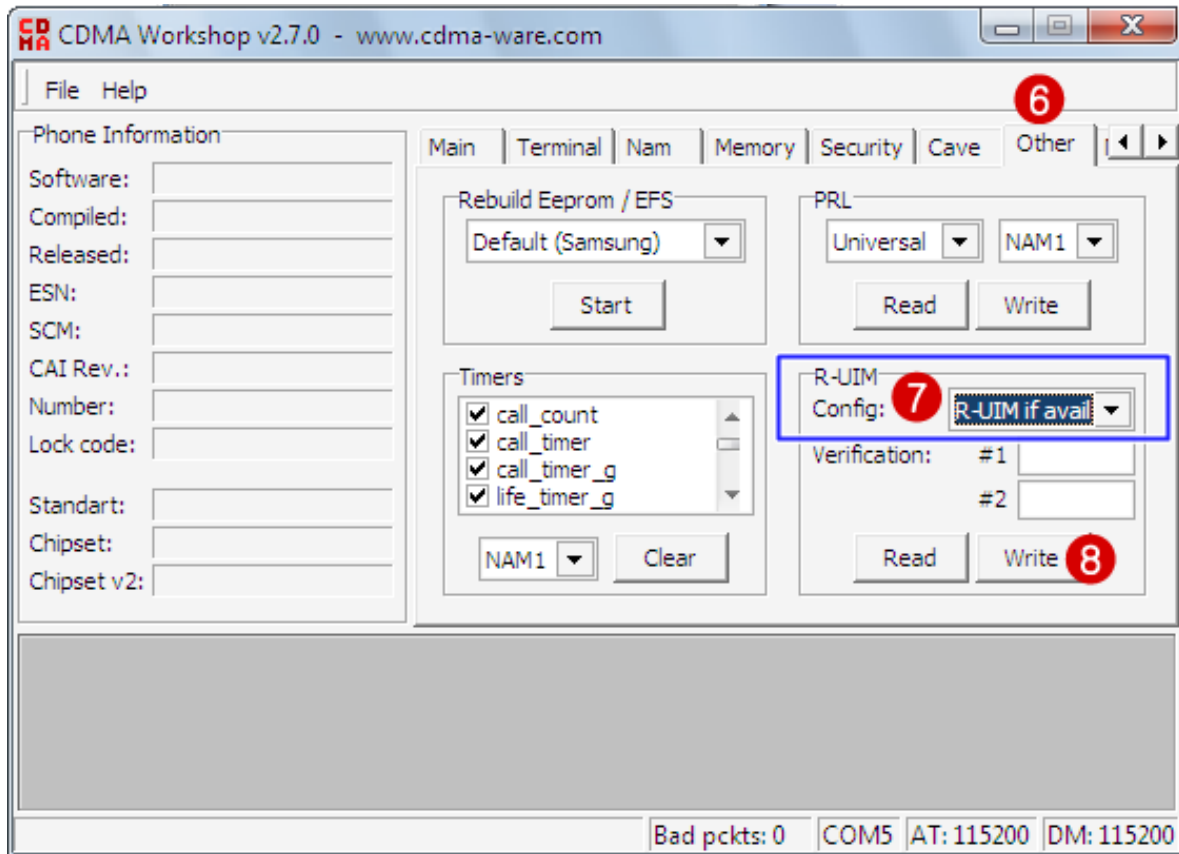 CDMA Workshop v2.7.0 - www.cdma-ware.com
File Help
6
Phone Information
Software:
Compiled:
Released:
ESN:
SCM:
CAI Rev.:
Number:
Lock code:
Standart:
Chipset:
Chipset v2:
Main Terminal Nam Memory Security Cave Other
Rebuild Eeprom / EFS
Default (Samsung)
Start
PRL
Universal NAM1
Read Write
Timers
call_count
call_timer
call_timer_g
life_timer_g
NAM1 Clear
R-UIM
Config: 7 R-UIM if avail
Verification: #1
#2
Read Write 8
Bad pckts: 0 COM5 AT: 115200 DM: 115200